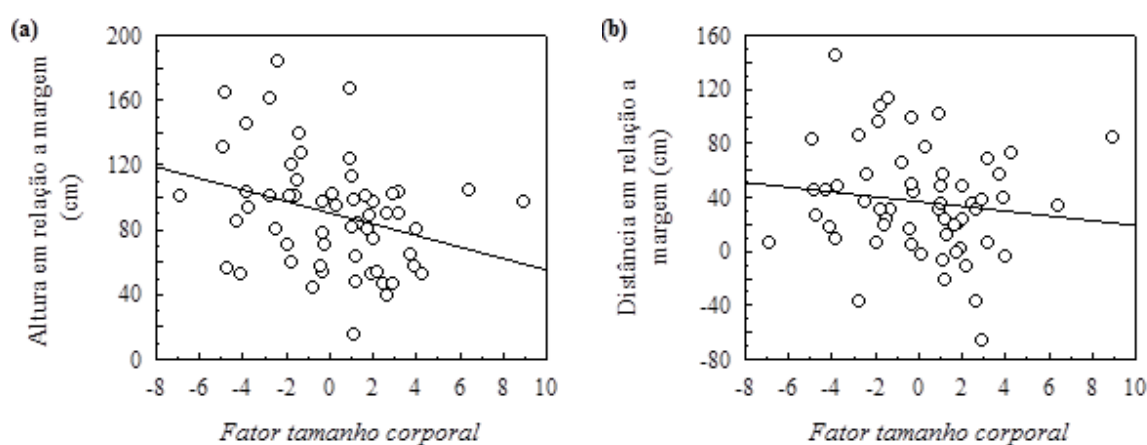 (a)
Altura em relação a margem
(cm)
200
160
120
80
40
0
-8 -6 -4 -2 0 2 4 6 8 10
Fator tamanho corporal
(b)
Distância em relação a
margem (cm)
160
120
80
40
0
-40
-80
-8 -6 -4 -2 0 2 4 6 8 10
Fator tamanho corporal